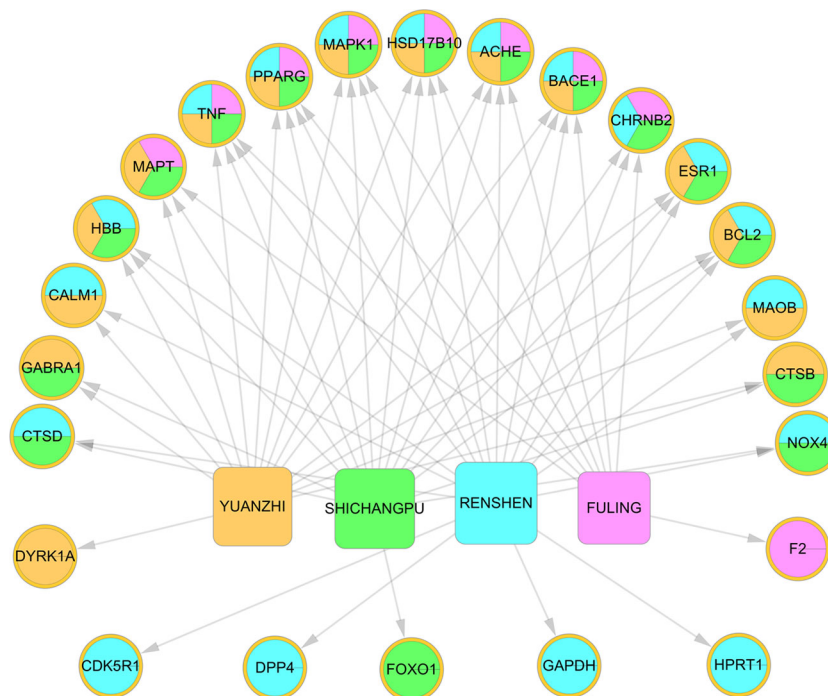 MAPK1
HSD17B10
ACHE
PPARG
BACE1
TNF
CHRNB2
MAPT
ESR1
HBB
BCL2
CALM1
MAOB
GABRA1
CTSB
CTSD
NOX4
YUANZHI
SHICHANGPU
RENSHEN
FULING
DYRK1A
F2
CDK5R1
DPP4
FOXO1
GAPDH
HPRT1